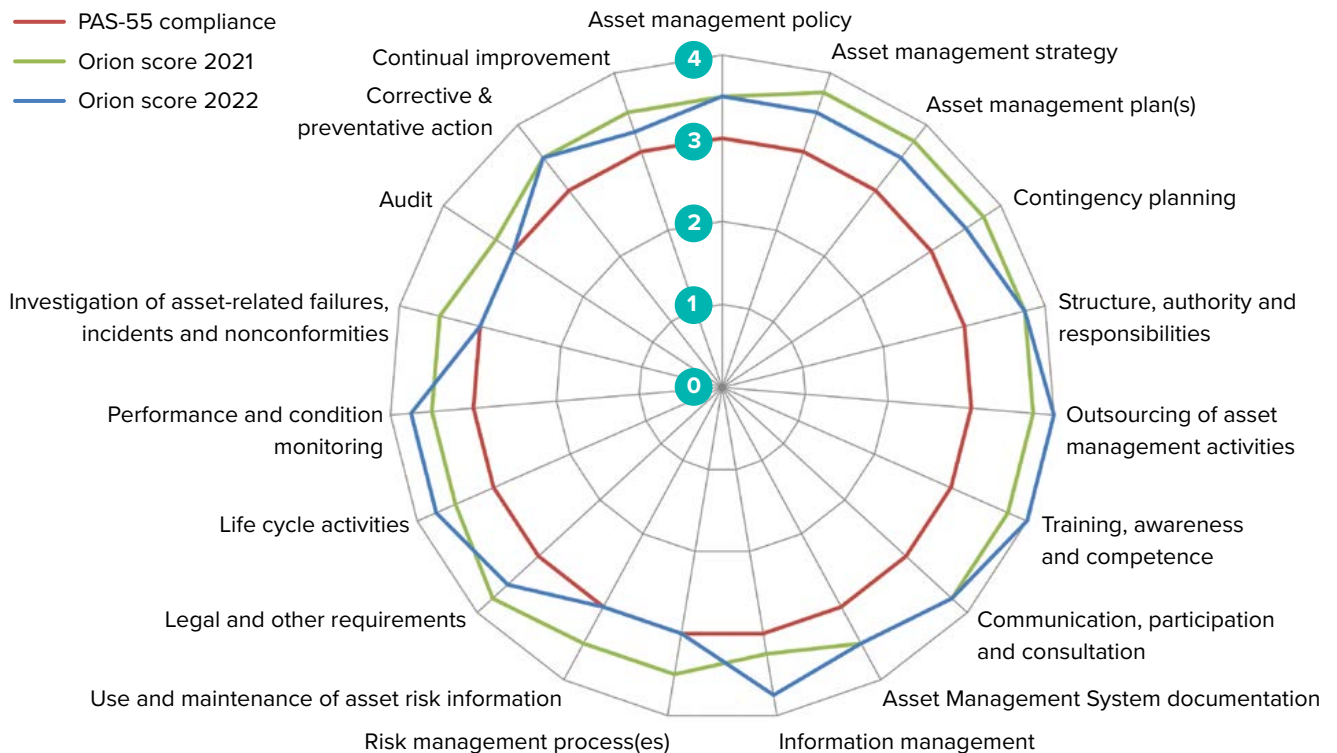 PAS-55 compliance
Orion score 2021
Orion score 2022
Asset management policy
Asset management strategy
Asset management plan(s)
Contingency planning
Structure, authority and
responsibilities
Outsourcing of asset
management activities
Training, awareness
and competence
Communication, participation
and consultation
Asset Management System documentation
Information management
Risk management process(es)
Use and maintenance of asset risk information
Legal and other requirements
Life cycle activities
Performance and condition
monitoring
Investigation of asset-related failures,
incidents and nonconformities
Audit
Corrective &
preventative action
Continual improvement
4
3
2
1
0